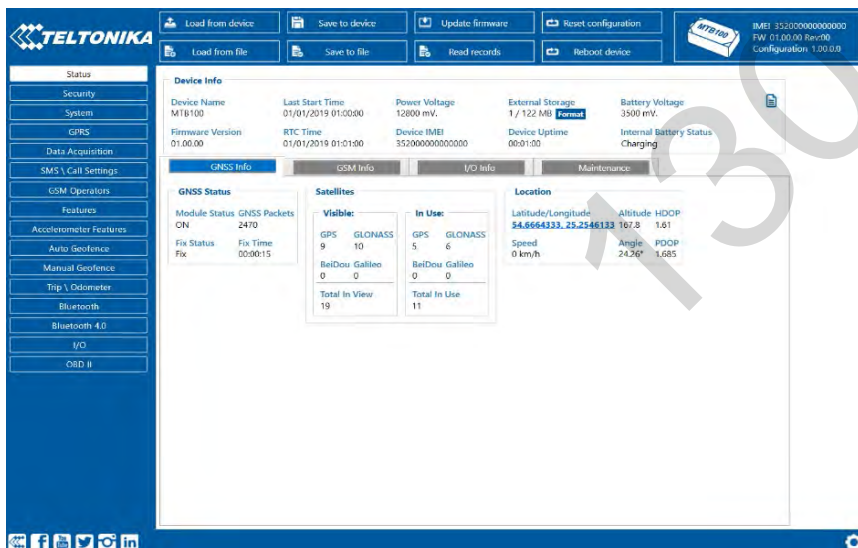 TELTONIKA
Load from device
Save to device
Update firmware
Reset configuration
Load from file
Save to file
Read records
Reboot device
MTB100
IMEI 352000000000000
FW 01.00.00 Rev:00
Configuration 1.00.0.0
Status
Security
System
GPRS
Data Acquisition
SMS \ Call Settings
GSM Operators
Features
Accelerometer Features
Auto Geofence
Manual Geofence
Trip \ Odometer
Bluetooth
Bluetooth 4.0
I/O
OBD II
Device Info
Device Name Last Start Time Power Voltage External Storage Battery Voltage
MTB100 01/01/2019 01:00:00 12800 mV. 1 / 122 MB Format 3500 mV.
Firmware Version RTC Time Device IMEI Device Uptime Internal Battery Status
01.00.00 01/01/2019 01:01:00 352000000000000 00:01:00 Charging
GNSS Info GSM Info I/O Info Maintenance
GNSS Status
Module Status GNSS Packets
ON 2470
Fix Status Fix Time
Fix 00:00:15
Satellites
Visible:
GPS GLONASS
9 10
BeiDou Galileo
0 0
Total In View
19
In Use:
GPS GLONASS
5 6
BeiDou Galileo
0 0
Total In Use
11
Location
Latitude/Longitude Altitude HDOP
54.6664333, 25.2546133 167.8 1.61
Speed Angle PDOP
0 km/h 24.26° 1.685
130